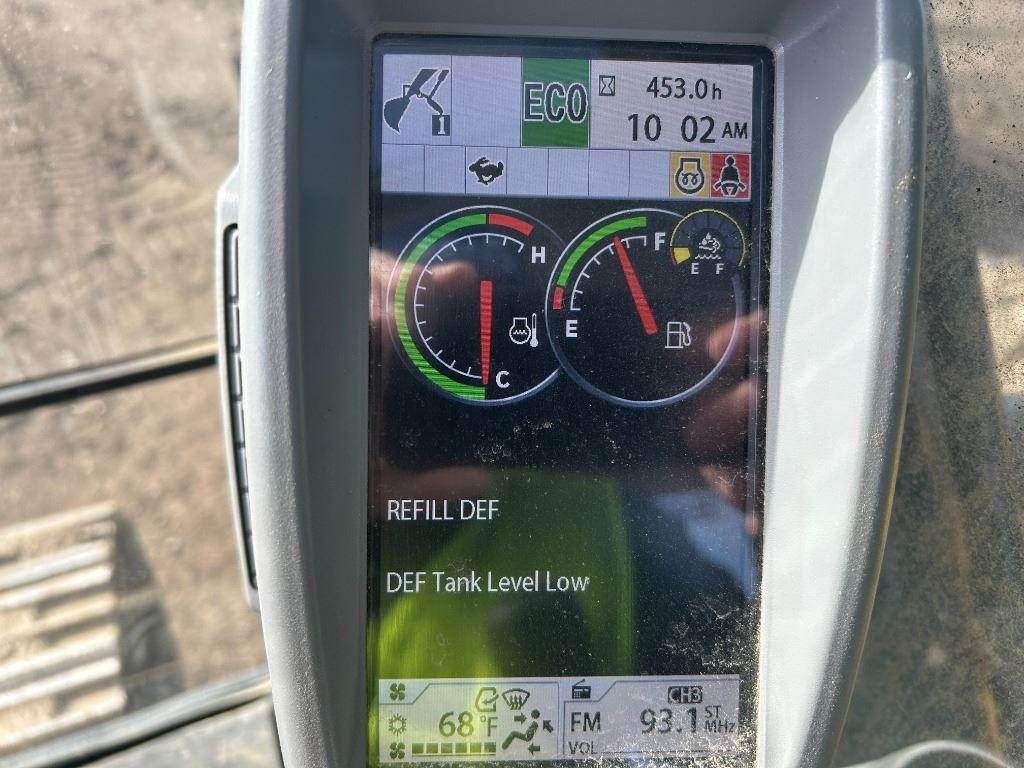 1
ECO
453.0 h
10 02 AM
H
C
F
E
E F
REFILL DEF
DEF Tank Level Low
68°F
CH3
FM 93.1 ST MHz
VOL